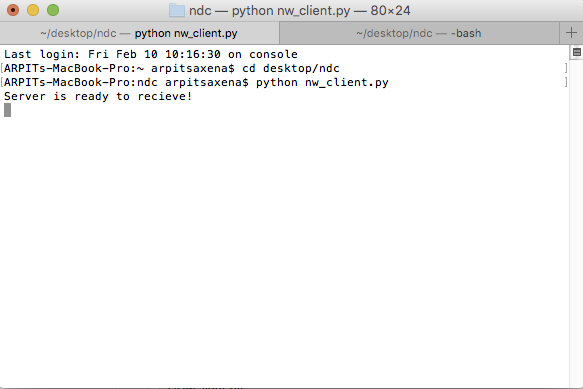 ndc — python nw_client.py — 80×24
~/desktop/ndc — python nw_client.py
~/desktop/ndc — -bash
+
Last login: Fri Feb 10 10:16:30 on console
[ARPITs-MacBook-Pro:~ arpitsaxena$ cd desktop/ndc ]
[ARPITs-MacBook-Pro:ndc arpitsaxena$ python nw_client.py ]
Server is ready to recieve!